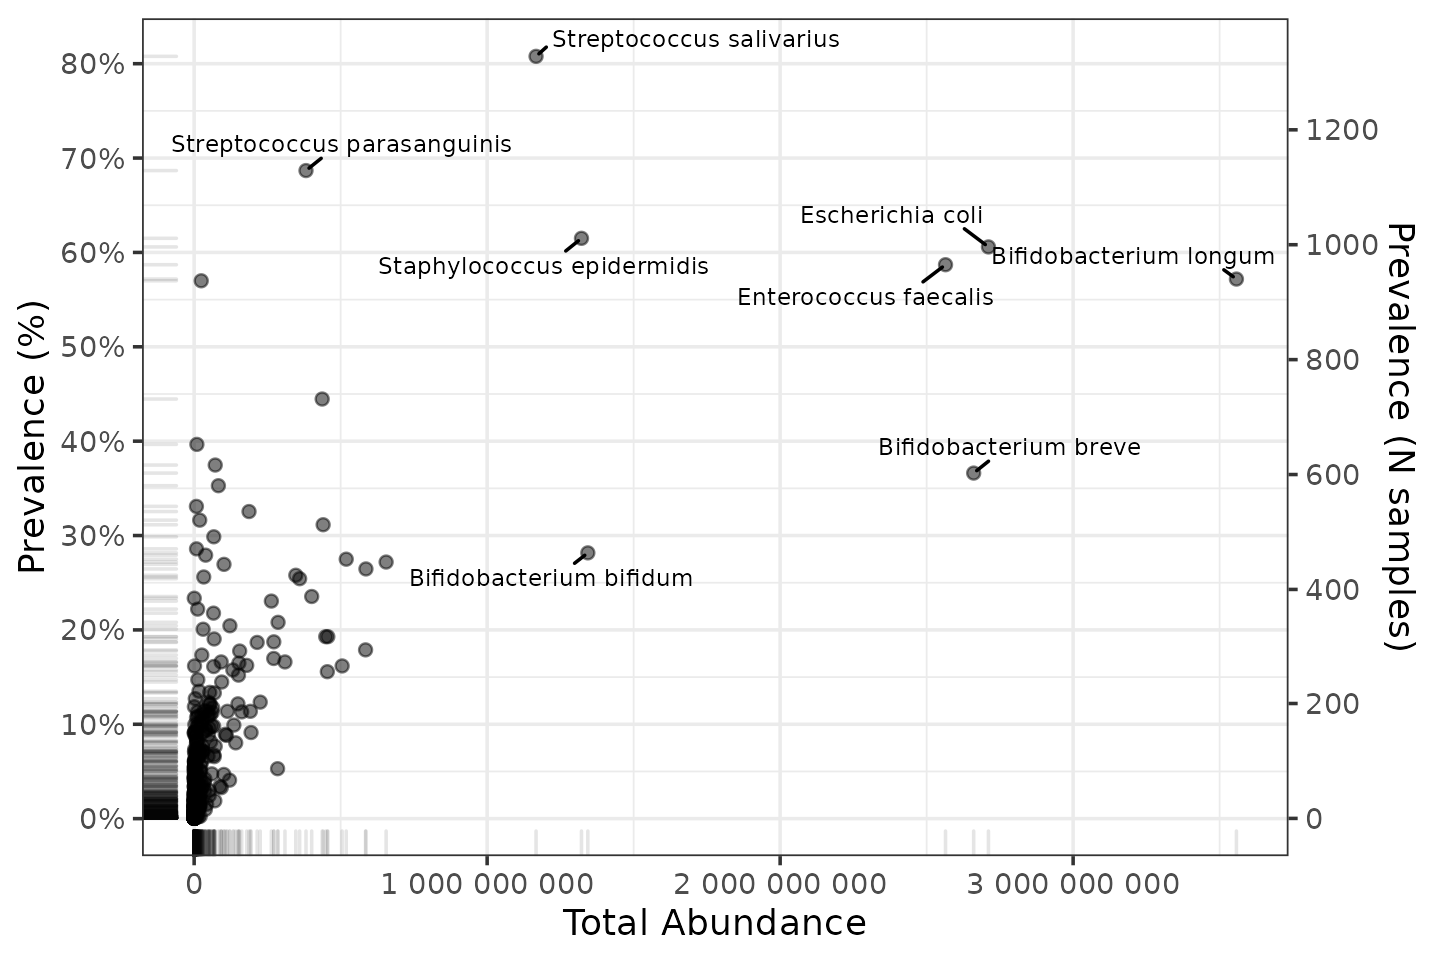 Streptococcus salivarius
80%
1200
Streptococcus parasanguinis
70%
Escherichia coli
1000
60%
Bifidobacterium longum
Staphylococcus epidermidis
Enterococcus faecalis
50%
800
Prevalence (%)
Prevalence (N samples)
40%
Bifidobacterium breve
600
30%
Bifidobacterium bifidum
400
20%
200
10%
0%
0
0
1 000 000 000
2 000 000 000
3 000 000 000
Total Abundance